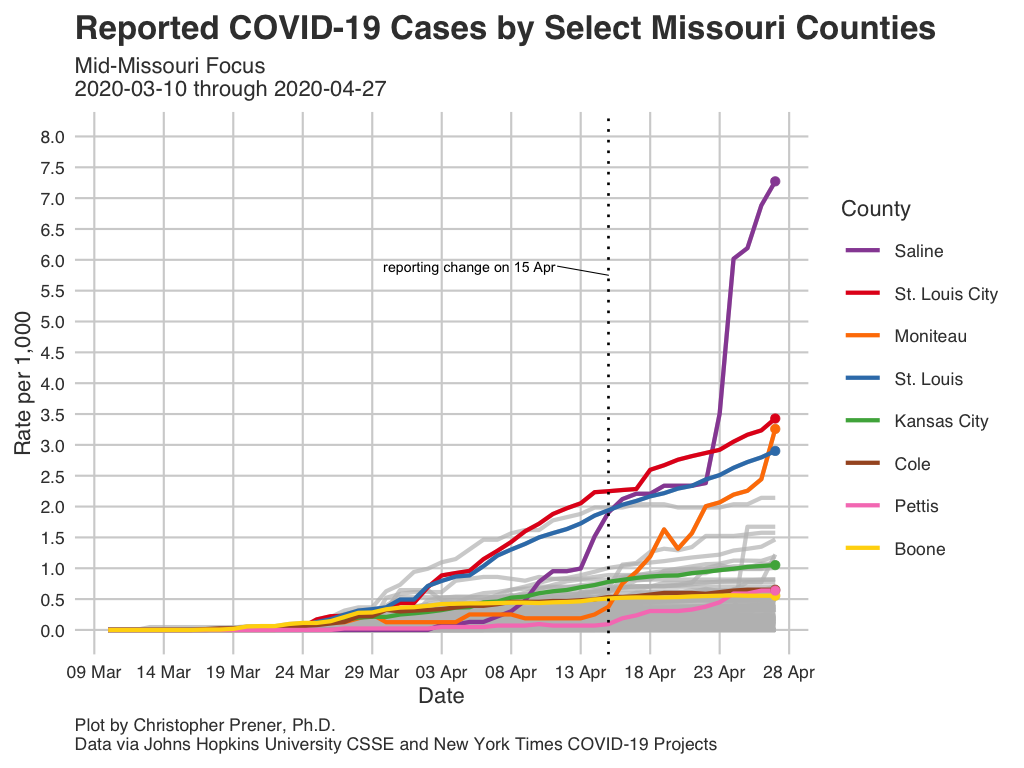 Reported COVID-19 Cases by Select Missouri Counties
Mid-Missouri Focus
2020-03-10 through 2020-04-27
Rate per 1,000
8.0
7.5
7.0
6.5
6.0
5.5
5.0
4.5
4.0
3.5
3.0
2.5
2.0
1.5
1.0
0.5
0.0
reporting change on 15 Apr
09 Mar 14 Mar 19 Mar 24 Mar 29 Mar 03 Apr 08 Apr 13 Apr 18 Apr 23 Apr 28 Apr
Date
County
Saline
St. Louis City
Moniteau
St. Louis
Kansas City
Cole
Pettis
Boone
Plot by Christopher Prener, Ph.D.
Data via Johns Hopkins University CSSE and New York Times COVID-19 Projects